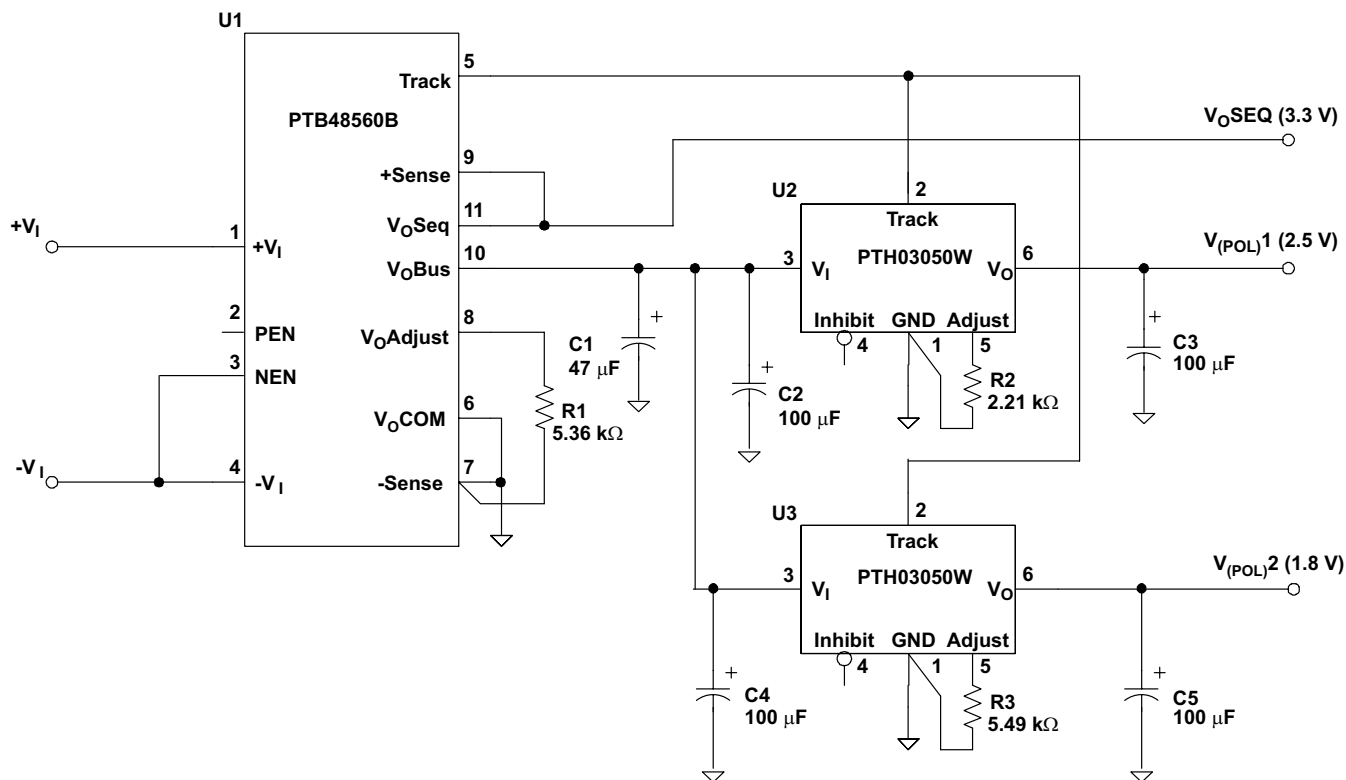 U1
5
Track
PTB48560B
VOSEQ (3.3 V)
9
+Sense
2
U2
11
VOSeq
Track
+VI
1
+VI
10
VOBus
3
VI
PTH03050W
VO
6
V(POL)1 (2.5 V)
2
PEN
8
VOAdjust
Inhibit
GND
Adjust
4
1
5
3
NEN
C1
47 μF
+
C2
100 μF
+
R2
2.21 kΩ
C3
100 μF
+
6
VOCOM
R1
5.36 kΩ
-VI
4
-VI
7
-Sense
2
U3
Track
3
VI
PTH03050W
VO
6
V(POL)2 (1.8 V)
Inhibit
GND
Adjust
4
1
5
C4
100 μF
+
R3
5.49 kΩ
C5
100 μF
+